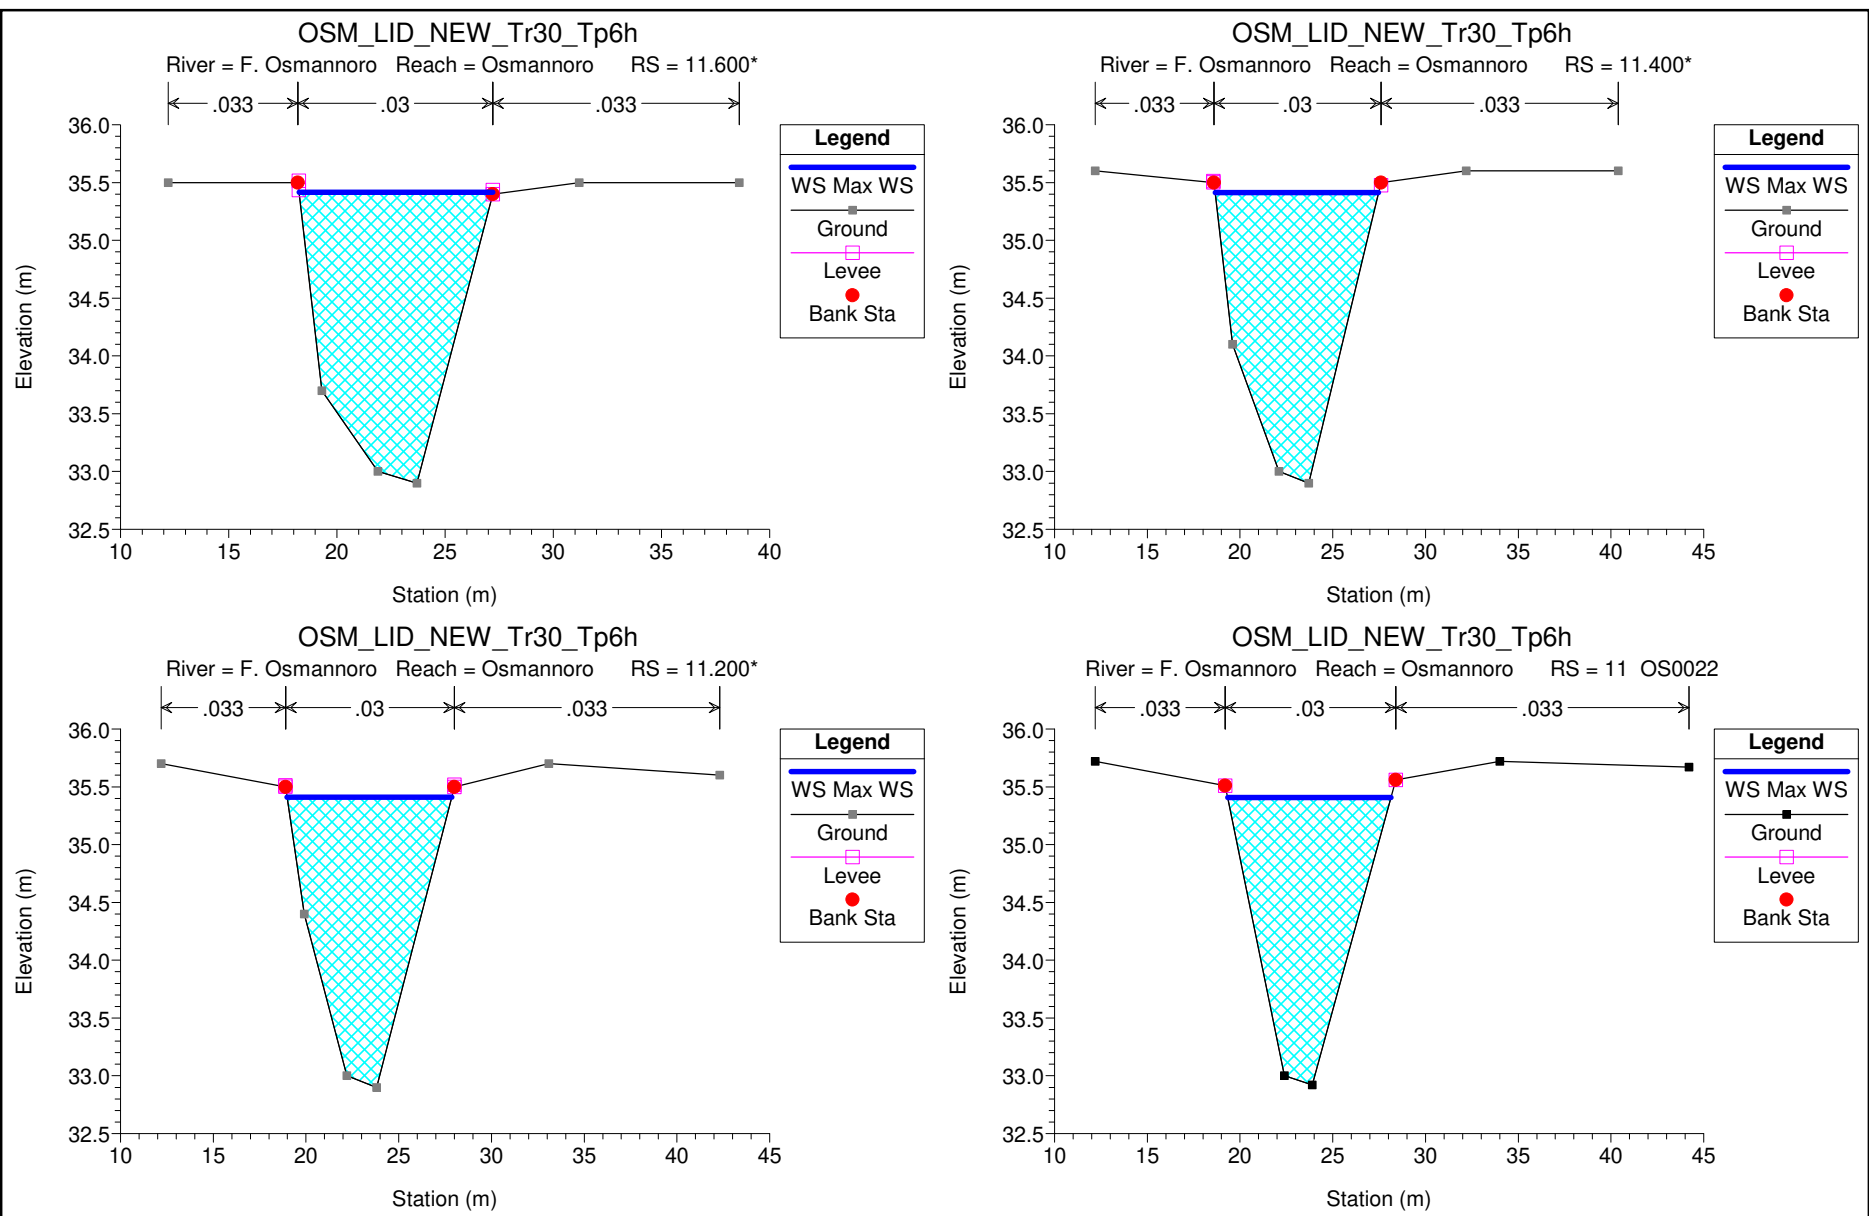 OSM_LID_NEW_Tr30_Tp6h
River = F. Osmannoro Reach = Osmannoro RS = 11.600*
.033 .03 .033
36.0
35.5
35.0
34.5
34.0
33.5
33.0
32.5
Elevation (m)
10 15 20 25 30 35 40
Station (m)
Legend
WS Max WS
Ground
Levee
Bank Sta
OSM_LID_NEW_Tr30_Tp6h
River = F. Osmannoro Reach = Osmannoro RS = 11.400*
.033 .03 .033
36.0
35.5
35.0
34.5
34.0
33.5
33.0
32.5
Elevation (m)
10 15 20 25 30 35 40 45
Station (m)
Legend
WS Max WS
Ground
Levee
Bank Sta
OSM_LID_NEW_Tr30_Tp6h
River = F. Osmannoro Reach = Osmannoro RS = 11.200*
.033 .03 .033
36.0
35.5
35.0
34.5
34.0
33.5
33.0
32.5
Elevation (m)
10 15 20 25 30 35 40 45
Station (m)
Legend
WS Max WS
Ground
Levee
Bank Sta
OSM_LID_NEW_Tr30_Tp6h
River = F. Osmannoro Reach = Osmannoro RS = 11 OS0022
.033 .03 .033
36.0
35.5
35.0
34.5
34.0
33.5
33.0
32.5
Elevation (m)
10 15 20 25 30 35 40 45
Station (m)
Legend
WS Max WS
Ground
Levee
Bank Sta